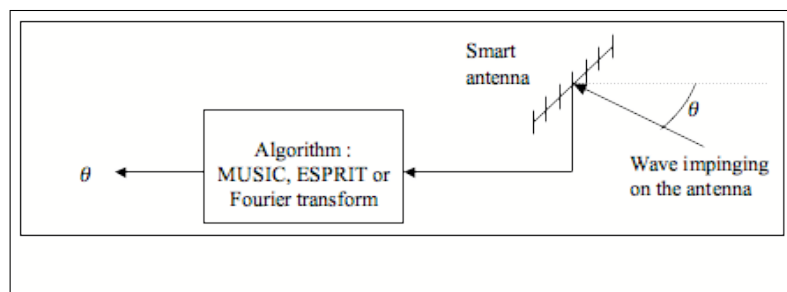 Smart
antenna
θ
Algorithm :
MUSIC, ESPRIT or
Fourier transform
θ
Wave impinging
on the antenna